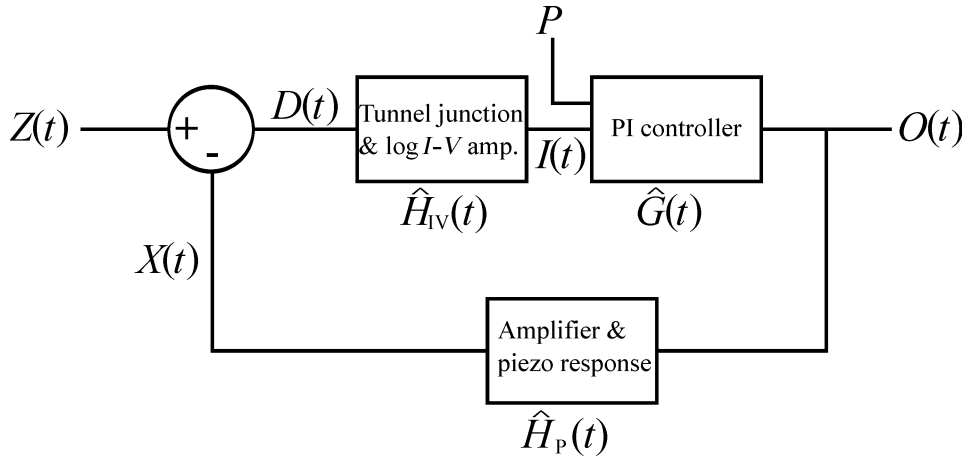 P
Z(t)
+
-
D(t)
Tunnel junction
& log I-V amp.
I(t)
PI controller
O(t)
Ĥ_IV(t)
Ĝ(t)
X(t)
Amplifier &
piezo response
Ĥ_P(t)